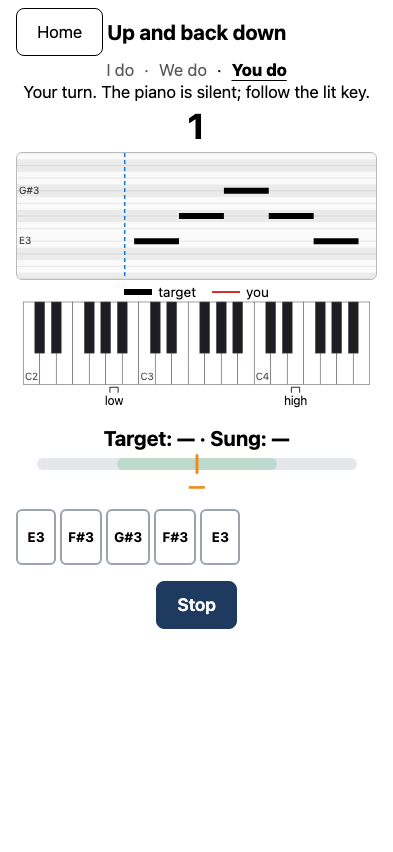 Home Up and back down
I do · We do · You do
Your turn. The piano is silent; follow the lit key.
1
G#3
E3
target you
C2 C3 C4
low high
Target: — · Sung: —
E3 F#3 G#3 F#3 E3
Stop